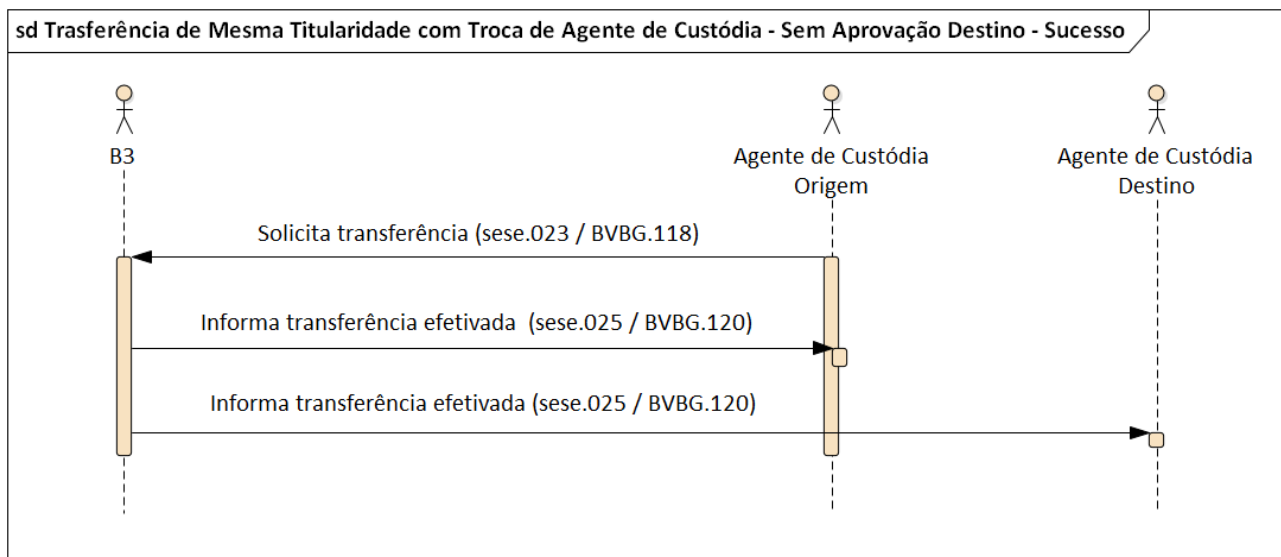 sd Trasferência de Mesma Titularidade com Troca de Agente de Custódia - Sem Aprovação Destino - Sucesso
B3
Agente de Custódia
Origem
Agente de Custódia
Destino
Solicita transferência (sese.023 / BVBG.118)
Informa transferência efetivada (sese.025 / BVBG.120)
Informa transferência efetivada (sese.025 / BVBG.120)